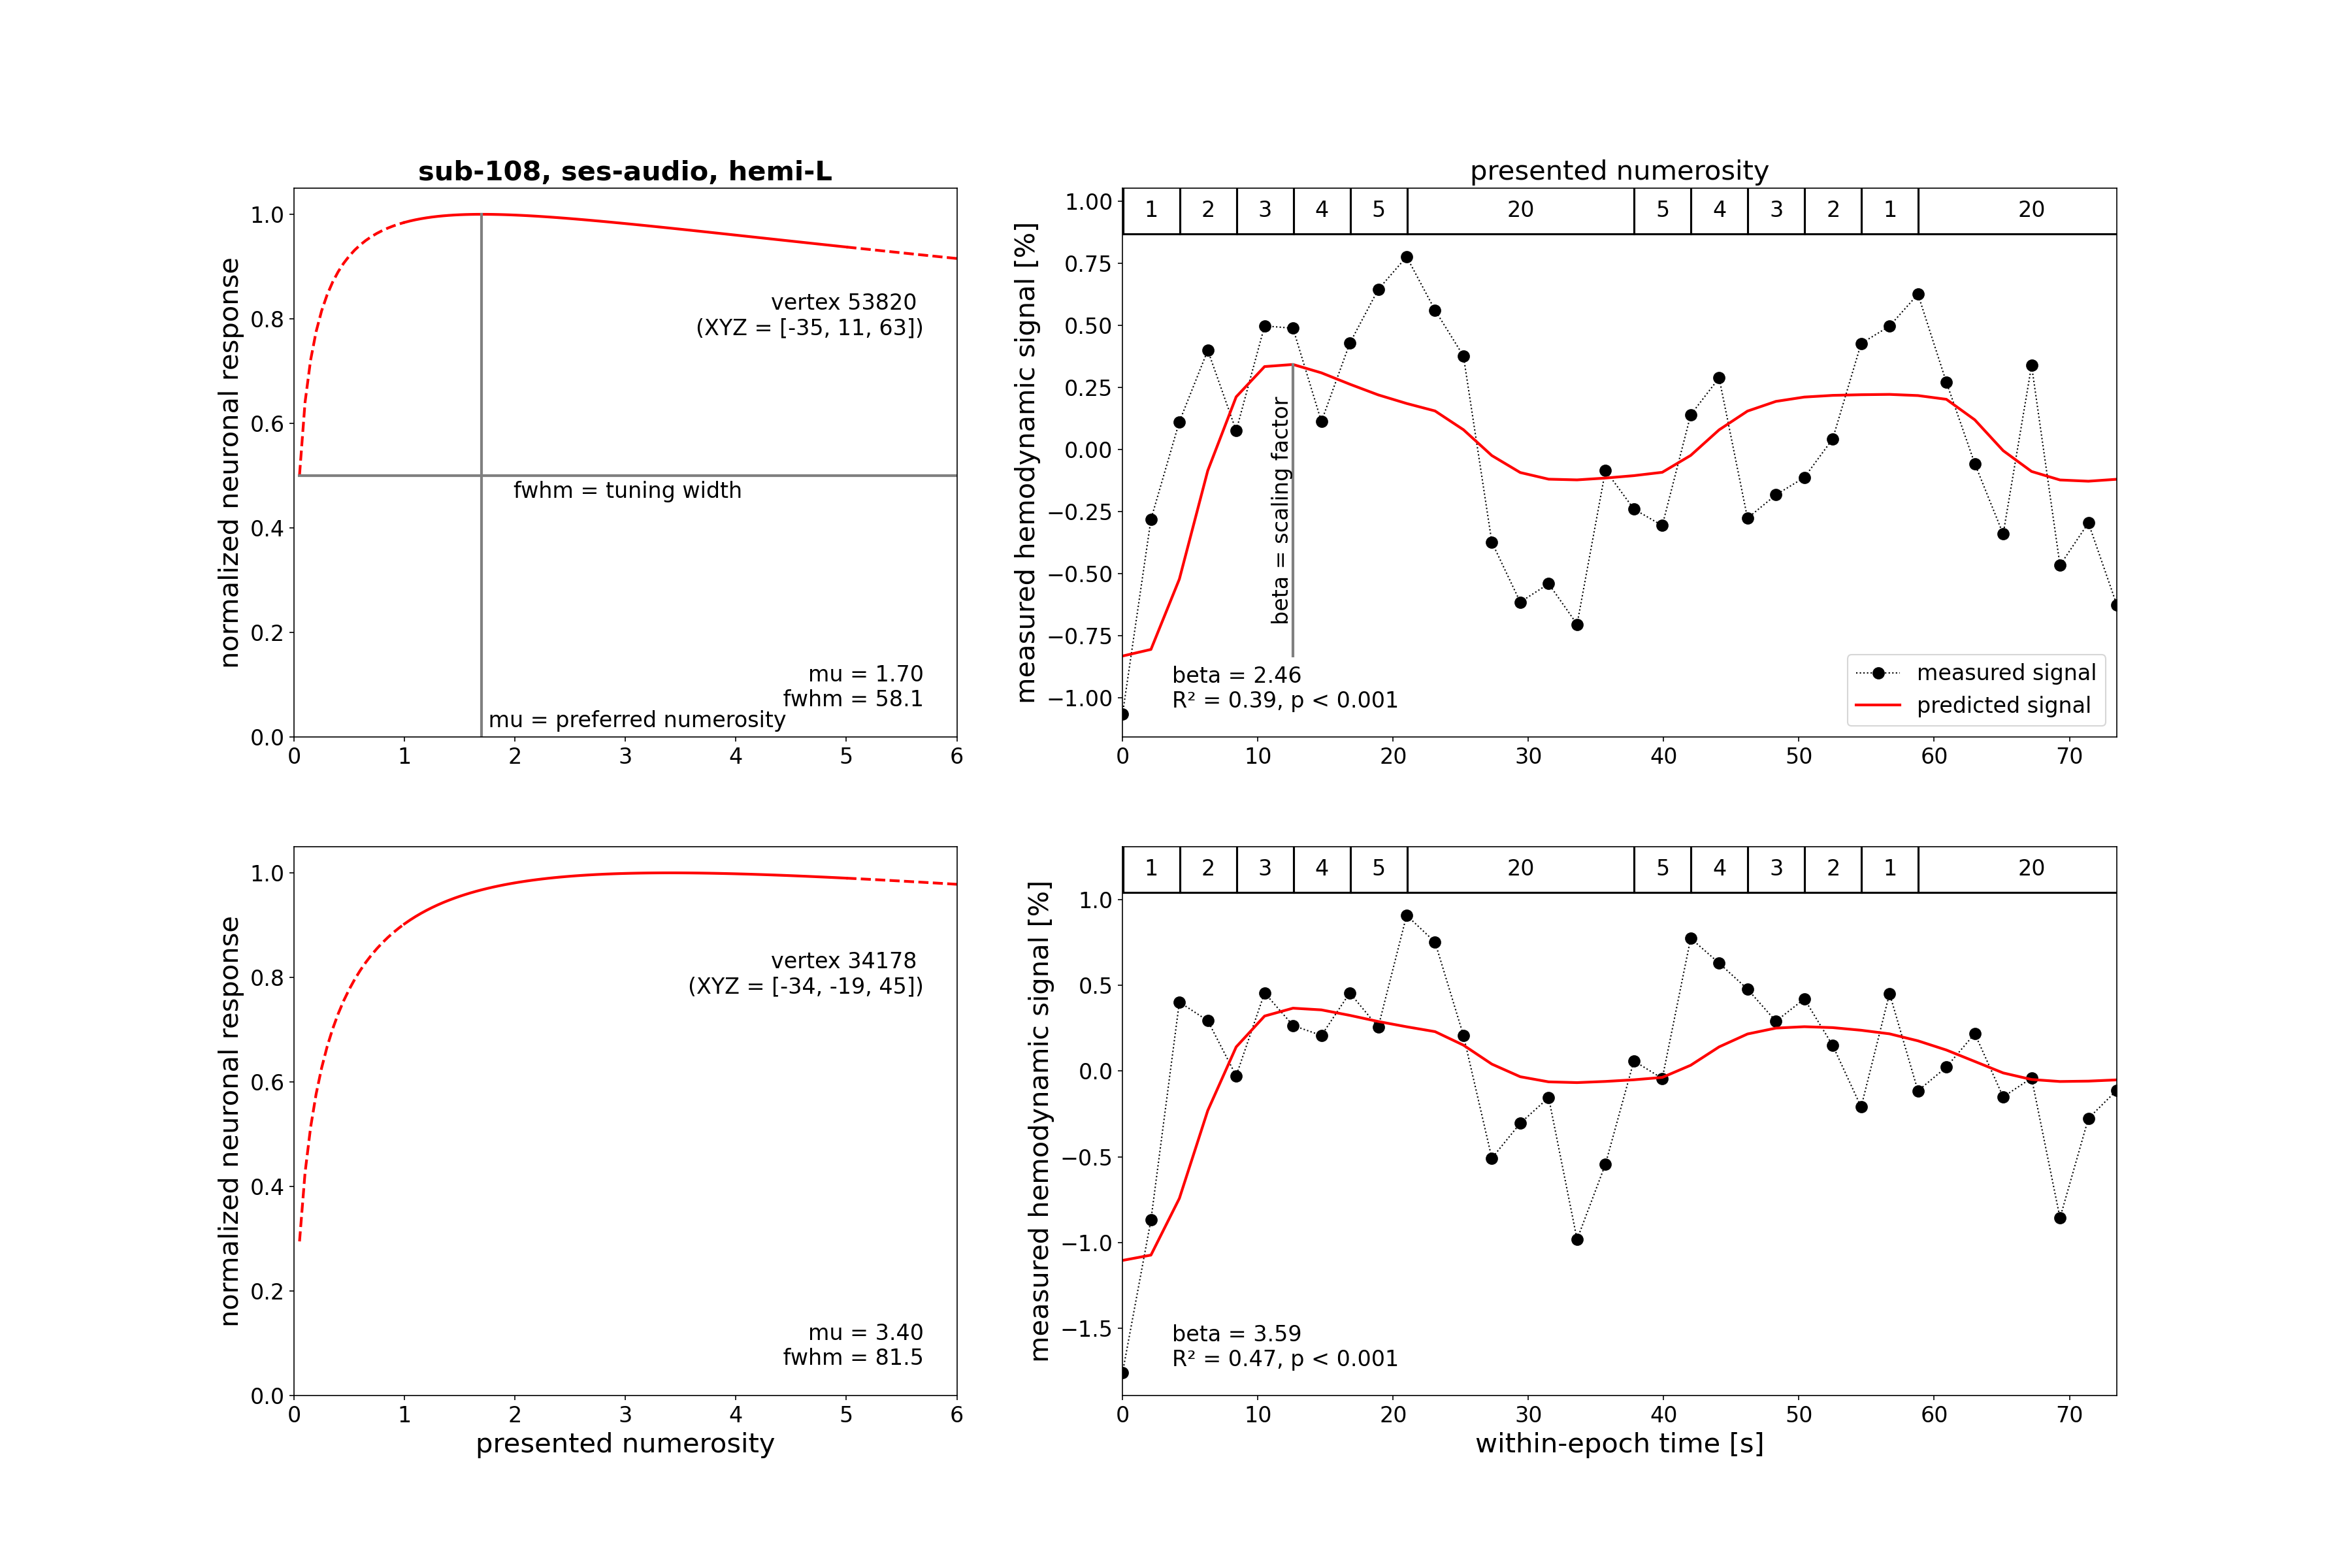 sub-108, ses-audio, hemi-L
normalized neuronal response
1.0
0.8
0.6
0.4
0.2
0.0
vertex 53820
(XYZ = [-35, 11, 63])
fwhm = tuning width
mu = 1.70
fwhm = 58.1
mu = preferred numerosity
0 1 2 3 4 5 6
presented numerosity
measured hemodynamic signal [%]
1.00
0.75
0.50
0.25
0.00
−0.25
−0.50
−0.75
−1.00
1 2 3 4 5 20 5 4 3 2 1 20
beta = scaling factor
beta = 2.46
R² = 0.39, p < 0.001
measured signal
predicted signal
0 10 20 30 40 50 60 70
normalized neuronal response
1.0
0.8
0.6
0.4
0.2
0.0
vertex 34178
(XYZ = [-34, -19, 45])
mu = 3.40
fwhm = 81.5
0 1 2 3 4 5 6
presented numerosity
measured hemodynamic signal [%]
1.0
0.5
0.0
−0.5
−1.0
−1.5
1 2 3 4 5 20 5 4 3 2 1 20
beta = 3.59
R² = 0.47, p < 0.001
0 10 20 30 40 50 60 70
within-epoch time [s]